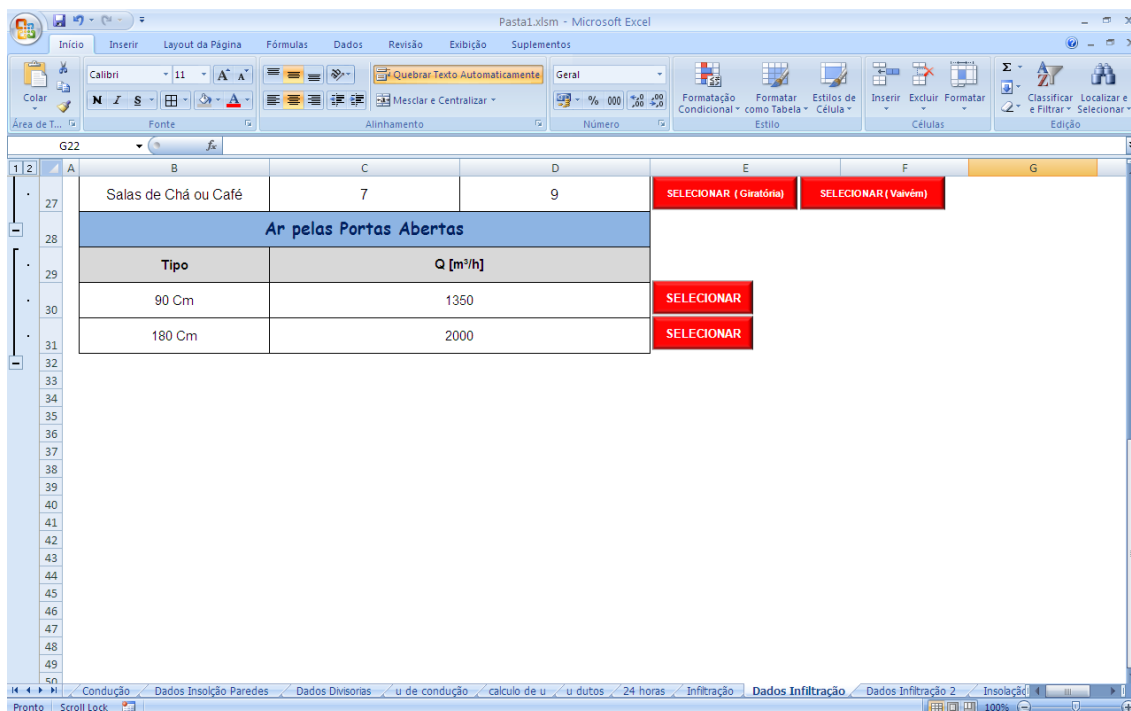 Pasta1.xlsm - Microsoft Excel
Início Inserir Layout da Página Fórmulas Dados Revisão Exibição Suplementos
Colar
Calibri 11
N I S
Quebrar Texto Automaticamente
Mesclar e Centralizar
Geral
% 000
Formatação Condicional
Formatar como Tabela
Estilos de Célula
Inserir Excluir Formatar
Classificar e Filtrar
Localizar e Selecionar
Área de T... Fonte Alinhamento Número Estilo Células Edição
G22 fx
1 2 A B C D E F G
27 Salas de Chá ou Café 7 9 SELECIONAR ( Giratória) SELECIONAR ( Vaivém)
28 Ar pelas Portas Abertas
29 Tipo Q [m³/h]
30 90 Cm 1350 SELECIONAR
31 180 Cm 2000 SELECIONAR
32
33
34
35
36
37
38
39
40
41
42
43
44
45
46
47
48
49
50
Condução Dados Insolção Paredes Dados Divisorias u de condução calculo de u u dutos 24 horas Infiltração Dados Infiltração Dados Infiltração 2
Pronto Scroll Lock 100%